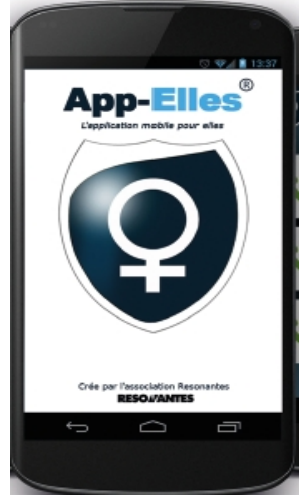 13:37
App-Elles®
L'application mobile pour elles
Crée par l'association Resonantes
RESONANTES